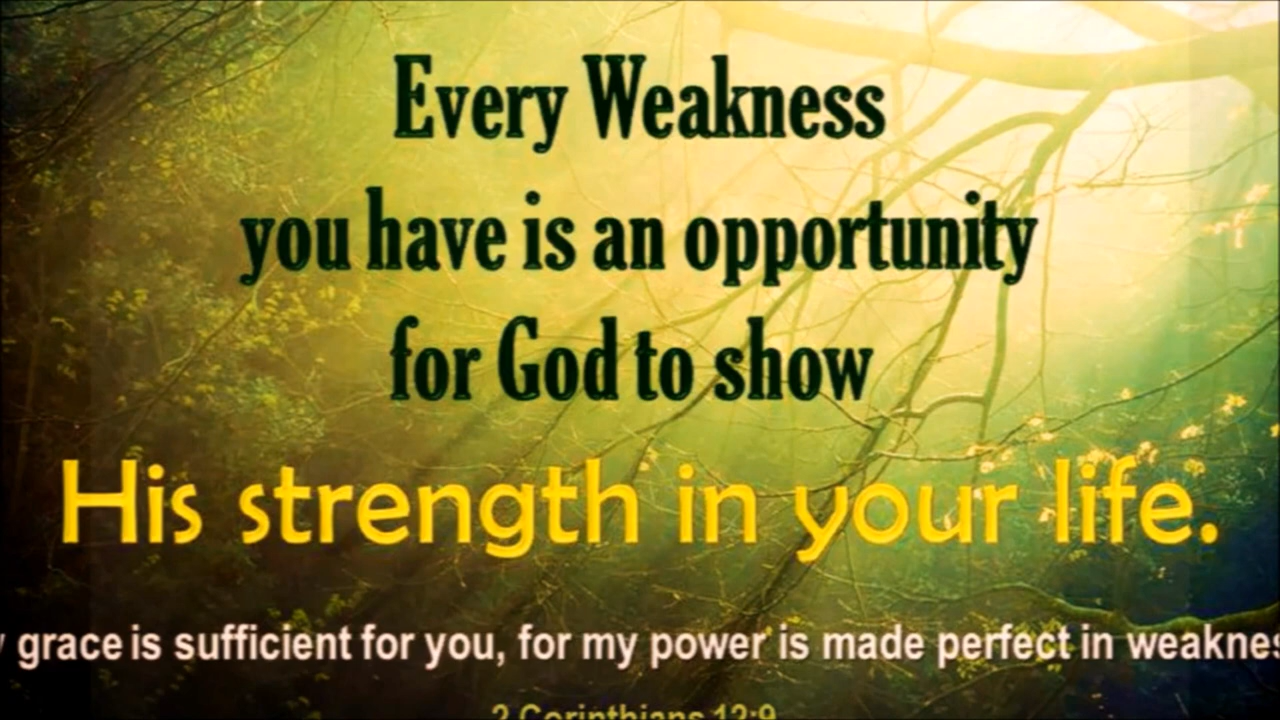 Every Weakness
you have is an opportunity
for God to show
His strength in your life.
y grace is sufficient for you, for my power is made perfect in weaknes
2 Corinthians 12:9